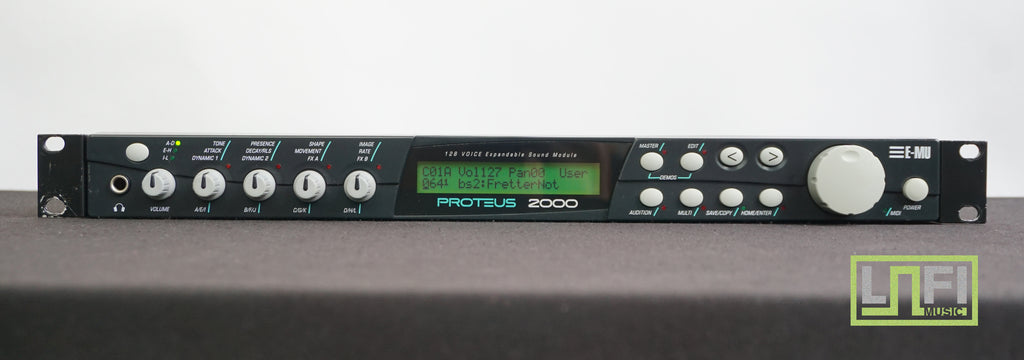 A-D
E-H
I-L
TONE
ATTACK
DYNAMIC 1
PRESENCE
DECAY/RLS
DYNAMIC 2
SHAPE
MOVEMENT
FX A
IMAGE
RATE
FX B
VOLUME
A/E/I
B/F/J
C/G/K
D/H/L
128 VOICE Expandable Sound Module
C01A Vol127 Pan00 User
064 bs2:FretterNot
PROTEUS 2000
MASTER
EDIT
< >
DEMOS
AUDITION
MULTI
SAVE/COPY
HOME/ENTER
E-MU
POWER
MIDI
LOFI
MUSIC